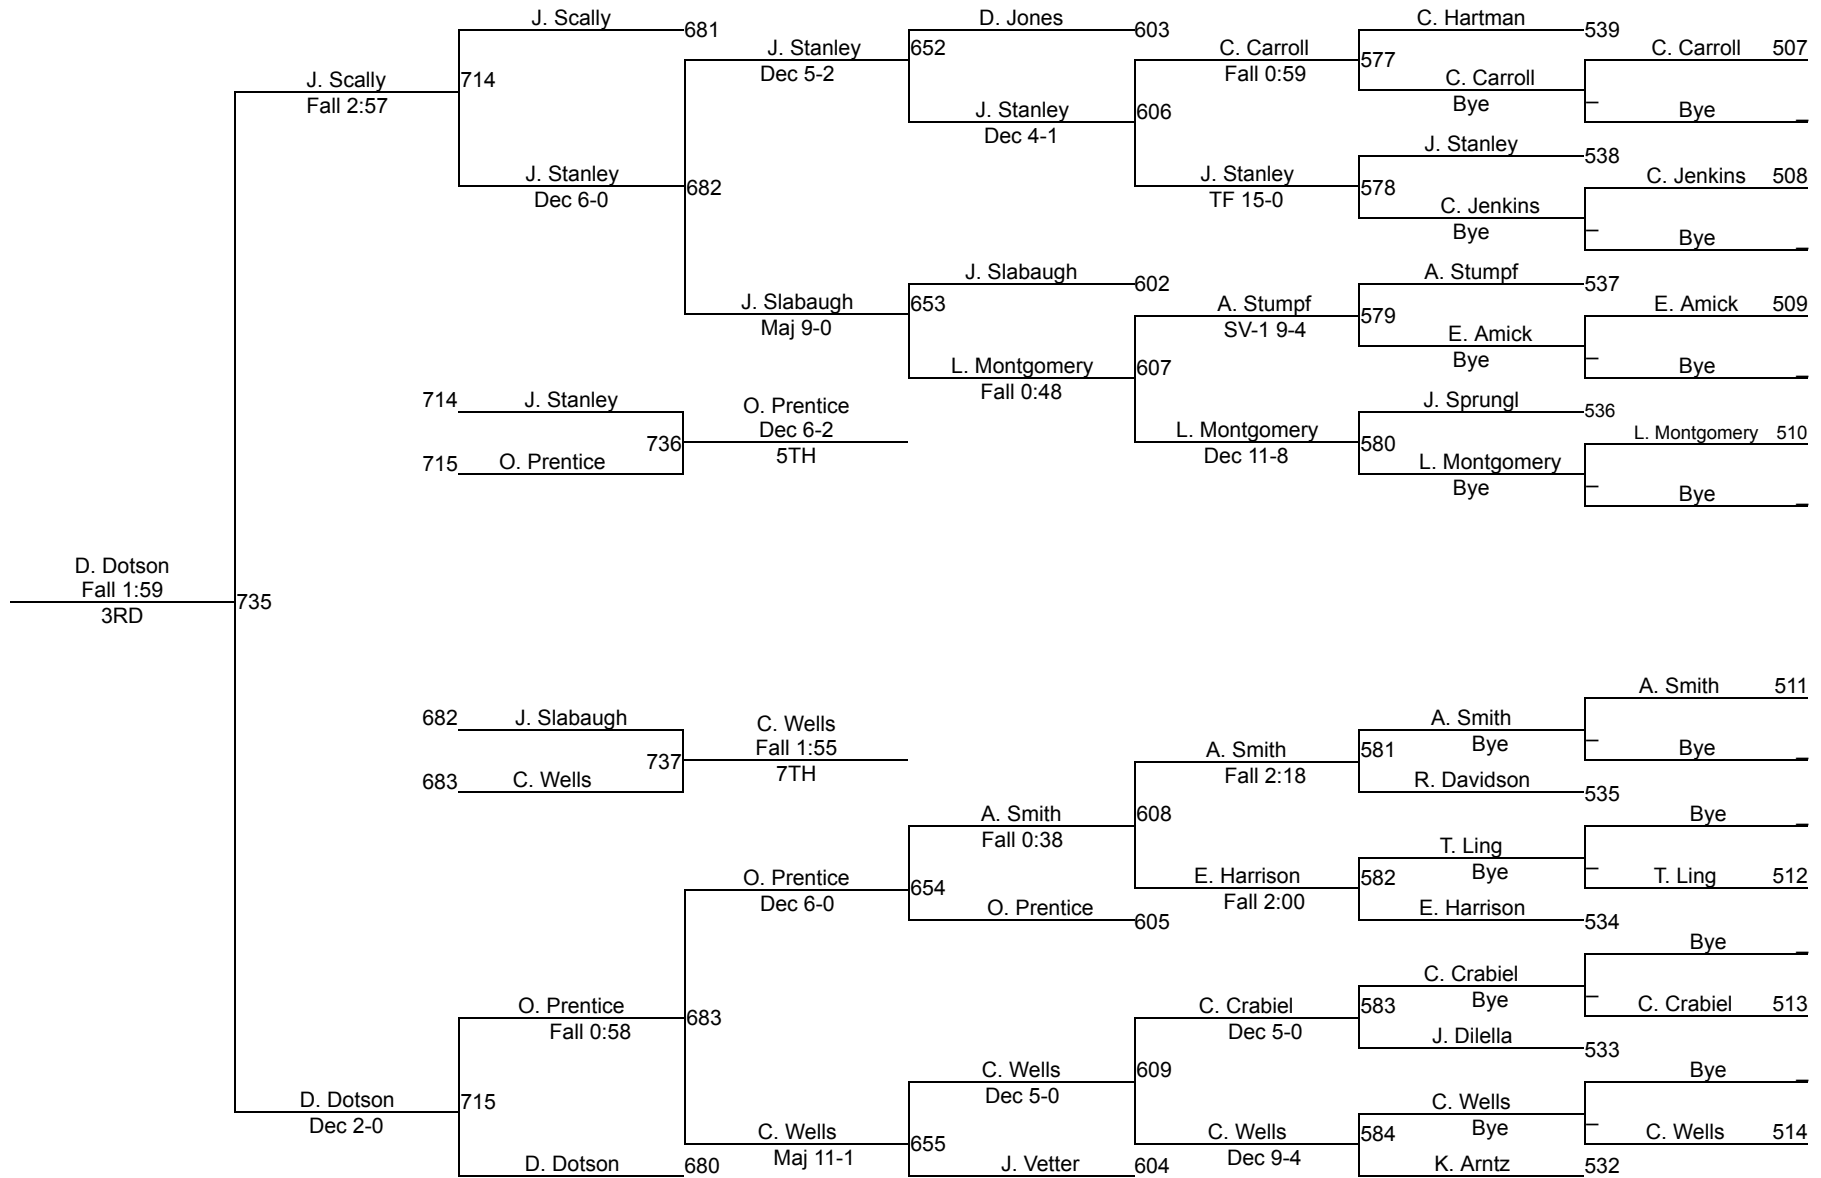 J. Scally
681
D. Jones
603
C. Hartman
539
J. Stanley
652
C. Carroll
577
C. Carroll 507
Dec 5-2
Fall 0:59
J. Scally
714
C. Carroll
Fall 2:57
Bye
Bye
J. Stanley
606
Dec 4-1
J. Stanley
538
J. Stanley
682
J. Stanley
578
C. Jenkins 508
Dec 6-0
TF 15-0
C. Jenkins
Bye
Bye
J. Slabaugh
602
A. Stumpf
537
J. Slabaugh
653
A. Stumpf
579
E. Amick 509
Maj 9-0
SV-1 9-4
E. Amick
Bye
Bye
L. Montgomery
607
Fall 0:48
714 J. Stanley
O. Prentice
J. Sprungl
536
736
Dec 6-2
L. Montgomery
580
L. Montgomery 510
715 O. Prentice
5TH
Dec 11-8
L. Montgomery
Bye
Bye
D. Dotson
Fall 1:59
735
3RD
A. Smith 511
682 J. Slabaugh
C. Wells
A. Smith
737
Fall 1:55
A. Smith
581
Bye
Bye
683 C. Wells
7TH
Fall 2:18
R. Davidson
535
A. Smith
608
Bye
Fall 0:38
T. Ling
O. Prentice
654
E. Harrison
582
Bye
T. Ling 512
Dec 6-0
Fall 2:00
O. Prentice
605
E. Harrison
534
Bye
C. Crabiel
O. Prentice
683
C. Crabiel
583
Bye
C. Crabiel 513
Fall 0:58
Dec 5-0
J. Dilella
533
C. Wells
609
Bye
Dec 5-0
D. Dotson
715
C. Wells
Dec 2-0
C. Wells
655
C. Wells
584
Bye
C. Wells 514
Maj 11-1
Dec 9-4
D. Dotson
680
J. Vetter
604
K. Arntz
532